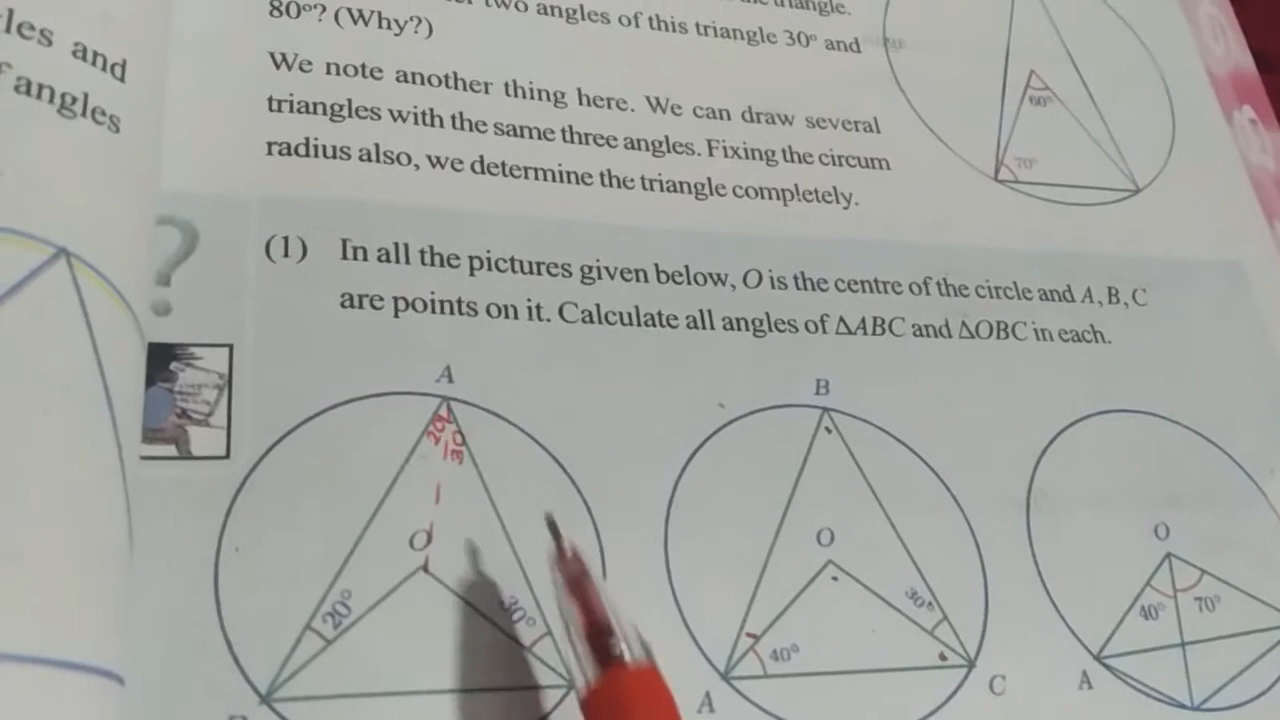 les and
angles
triangle.
two angles of this triangle 30° and
80°? (Why?)
We note another thing here. We can draw several
triangles with the same three angles. Fixing the circum
radius also, we determine the triangle completely.
60°
70°
?
(1) In all the pictures given below, O is the centre of the circle and A, B, C
are points on it. Calculate all angles of ΔABC and ΔOBC in each.
A
20
30
O
20°
30°
B
O
30°
40°
A
C
O
40°
70°
A